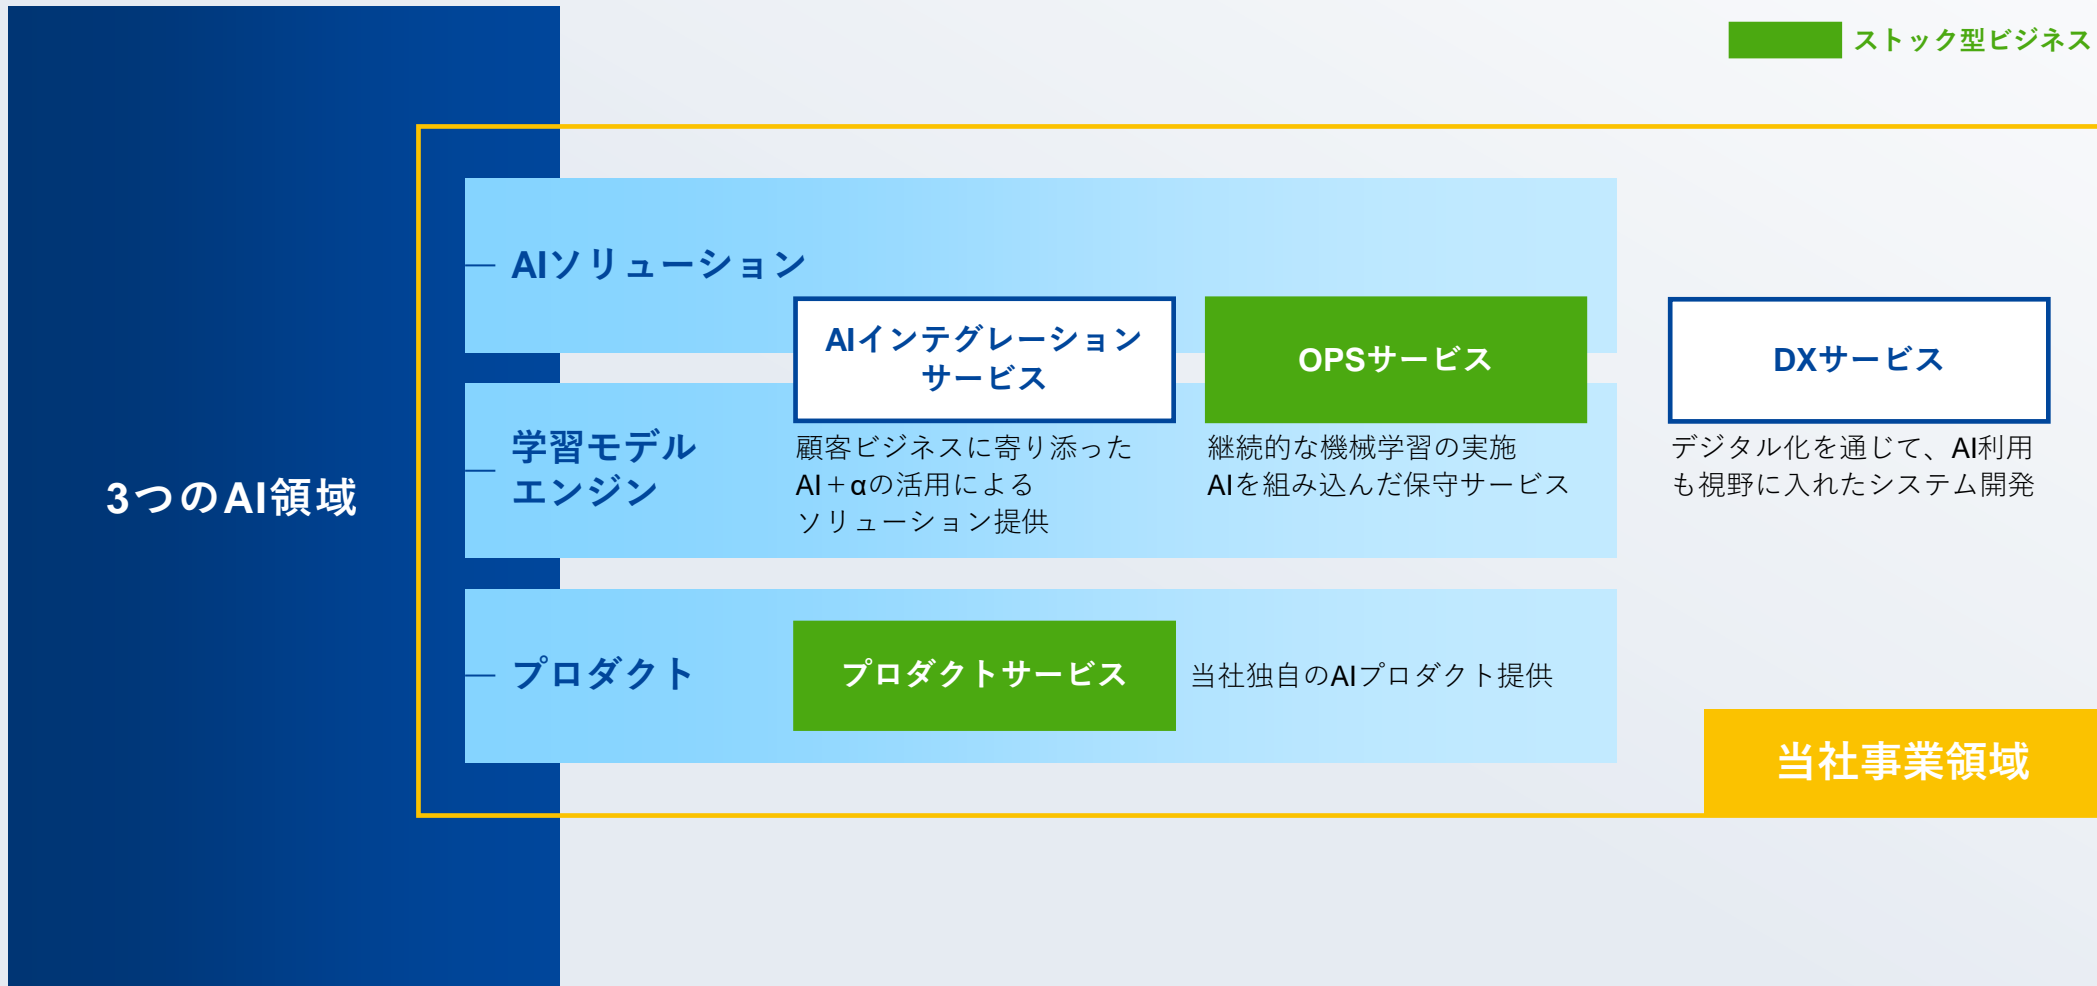 ストック型ビジネス
3つのAI領域
AIソリューション
AIインテグレーション
サービス
OPSサービス
DXサービス
学習モデル
エンジン
顧客ビジネスに寄り添った
AI＋αの活用による
ソリューション提供
継続的な機械学習の実施
AIを組み込んだ保守サービス
デジタル化を通じて、AI利用
も視野に入れたシステム開発
プロダクト
プロダクトサービス
当社独自のAIプロダクト提供
当社事業領域